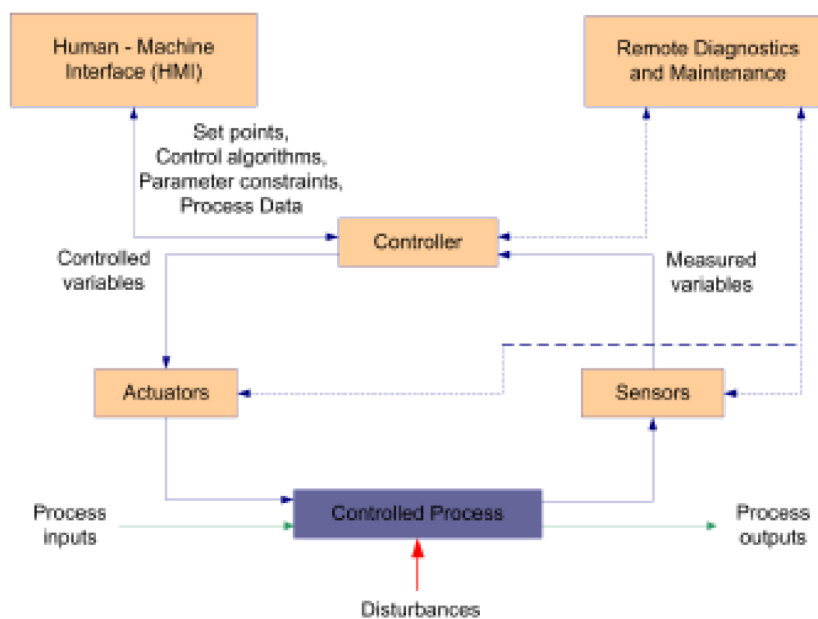 Human - Machine
Interface (HMI)
Remote Diagnostics
and Maintenance
Set points,
Control algorithms,
Parameter constraints,
Process Data
Controller
Controlled
variables
Measured
variables
Actuators
Sensors
Process
inputs
Controlled Process
Process
outputs
Disturbances